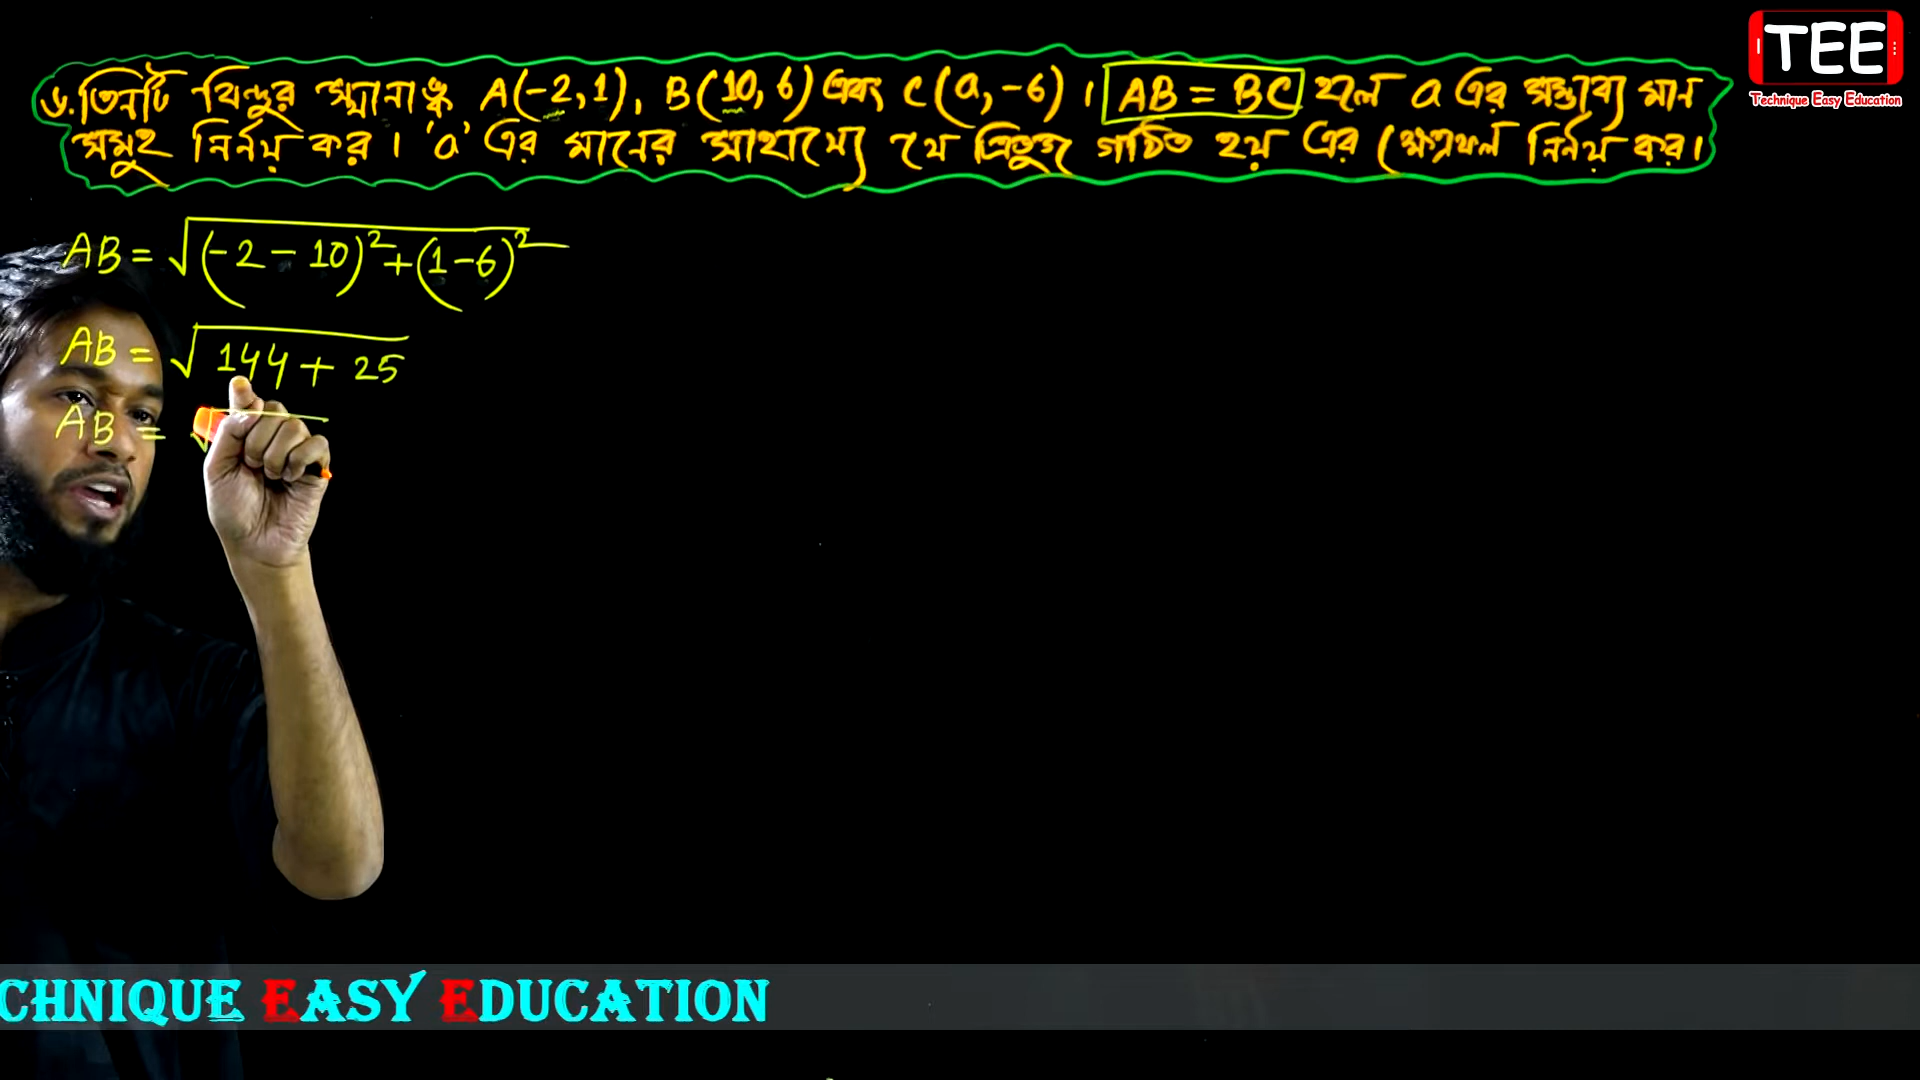 TEE
Technique Easy Education
৬. তিনটি বিন্দুর স্থানাঙ্ক A(-2,1), B(10,6) এবং C(a,-6) । AB = BC হলে a এর সম্ভাব্য মান
সমূহ নির্নয় কর । 'a' এর মানের সাহায্যে যে ত্রিভুজ গঠিত হয় এর ক্ষেত্রফল নির্নয় কর।
AB = √(-2-10)² + (1-6)²
AB = √144 + 25
AB = √
CHNIQUE EASY EDUCATION